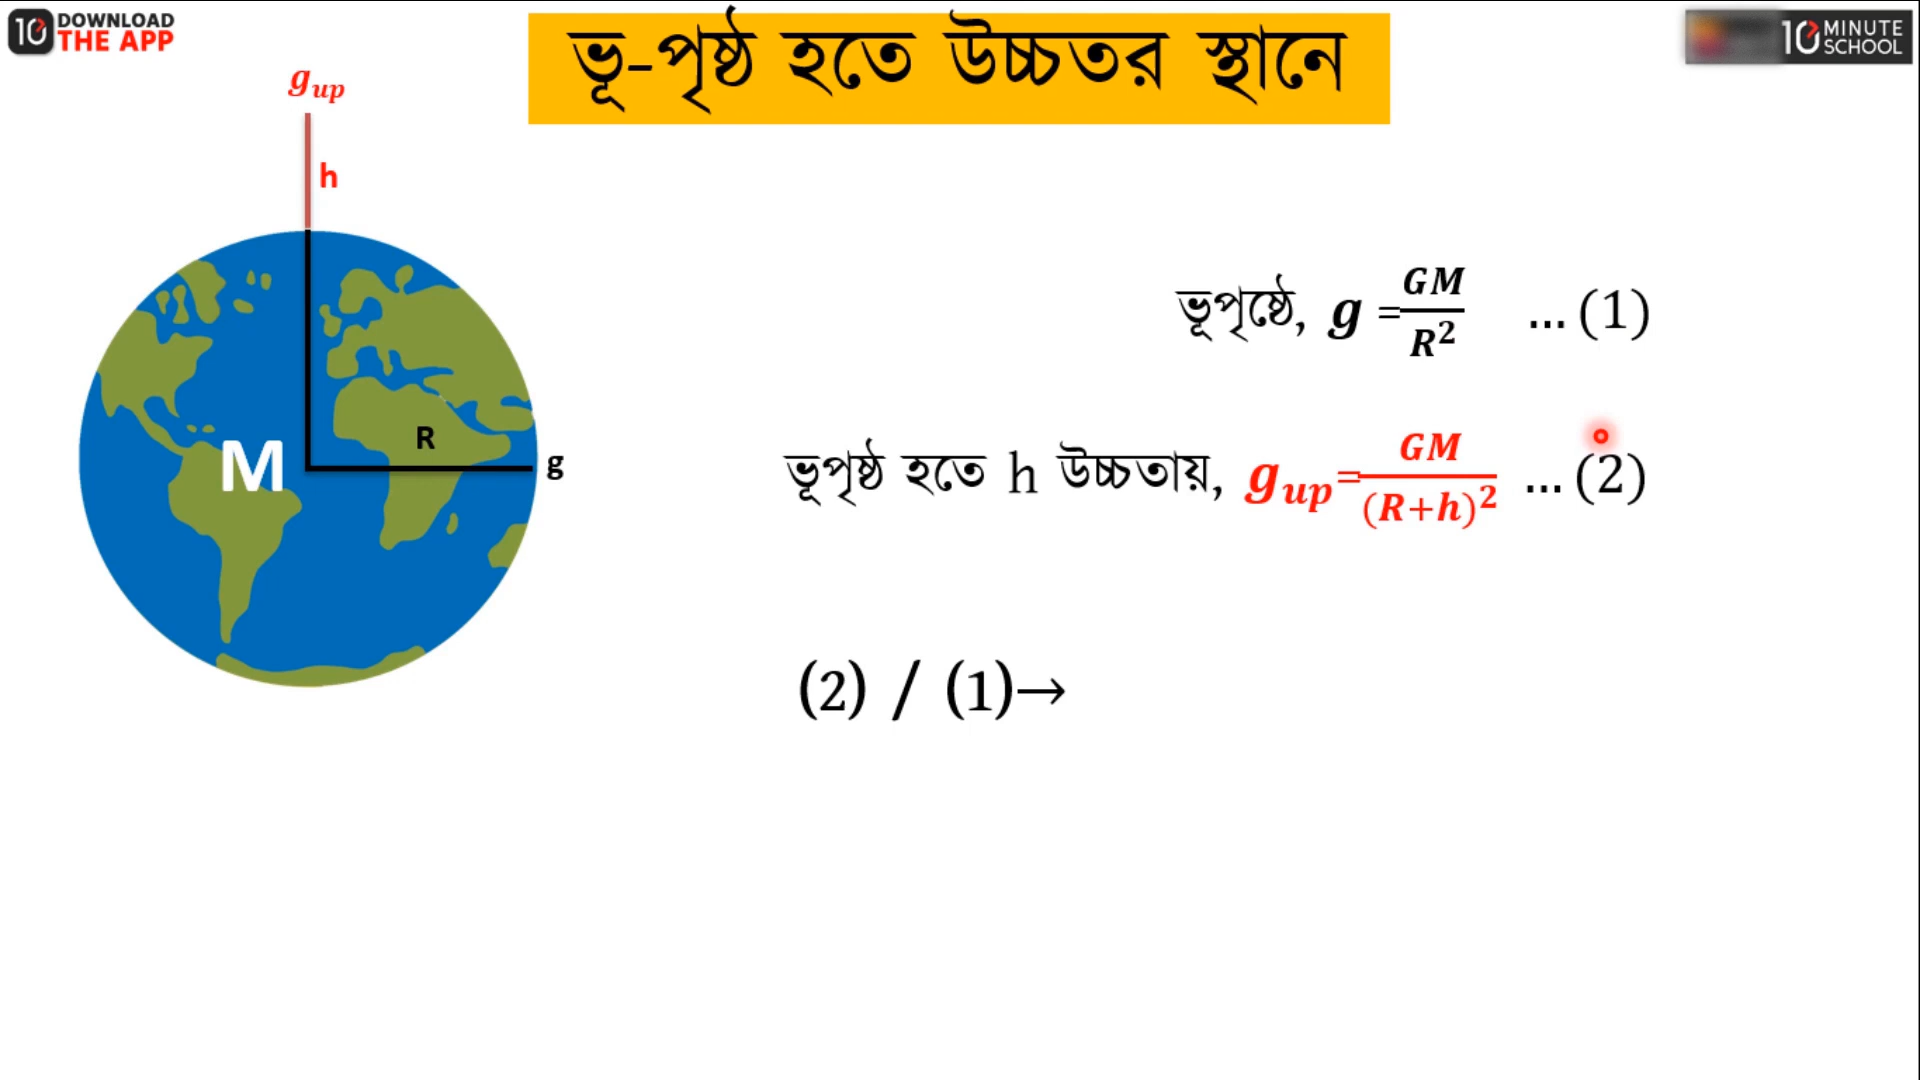 DOWNLOAD
THE APP
ভূ-পৃষ্ঠ হতে উচ্চতর স্থানে
10 MINUTE
SCHOOL
g_up
h
ভূপৃষ্ঠে, g = GM/R² ... (1)
R
M
g
ভূপৃষ্ঠ হতে h উচ্চতায়, g_up = GM/(R+h)² ... (2)
(2) / (1)→